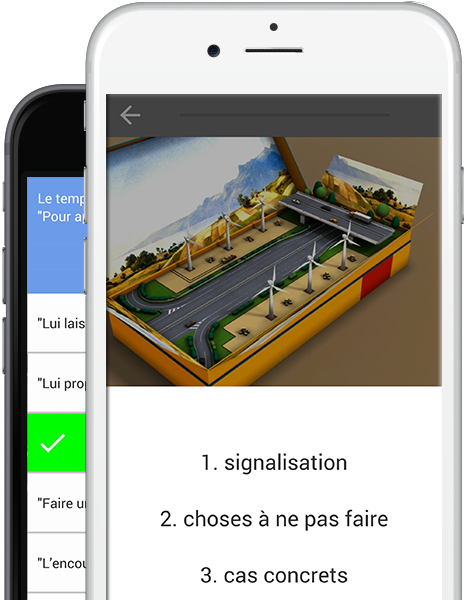 Le temp
"Pour ap
"Lui lais
"Lui prop
"Faire un
"L'encou
1. signalisation
2. choses à ne pas faire
3. cas concrets